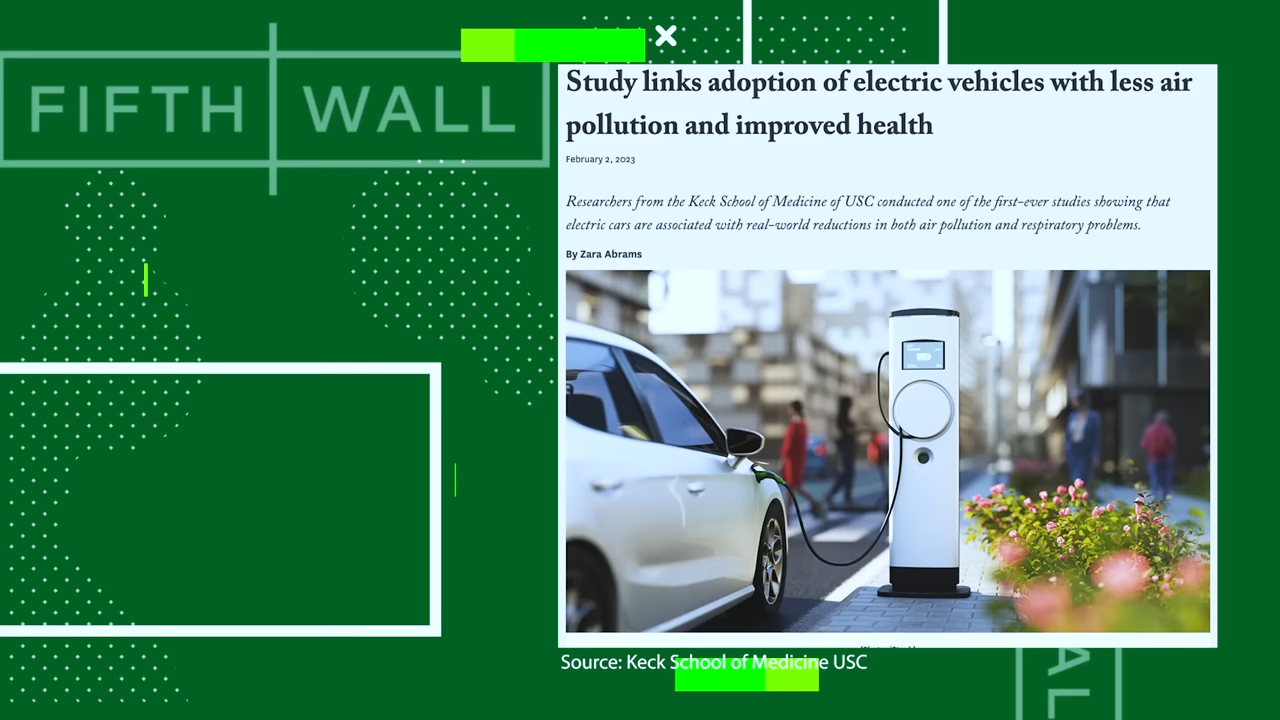 FIFTH WALL
Study links adoption of electric vehicles with less air
pollution and improved health
February 2, 2023
Researchers from the Keck School of Medicine of USC conducted one of the first-ever studies showing that
electric cars are associated with real-world reductions in both air pollution and respiratory problems.
By Zara Abrams
Source: Keck School of Medicine USC
AL